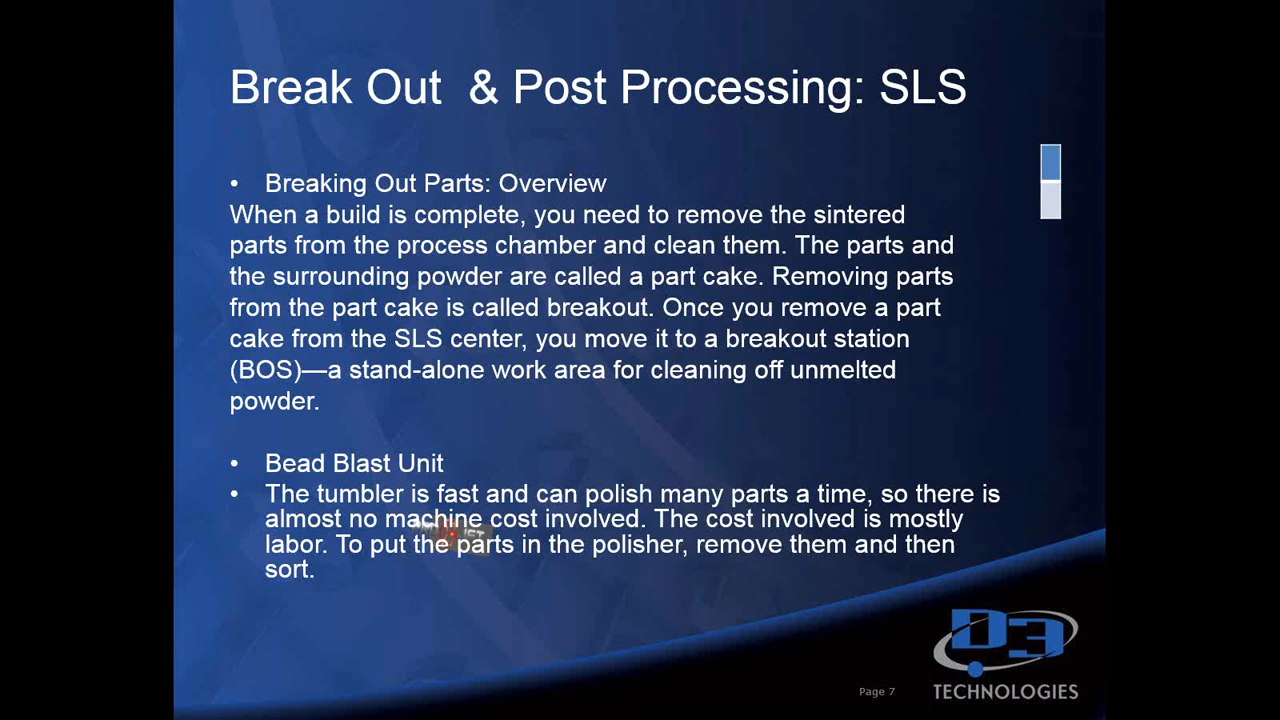 Break Out & Post Processing: SLS
• Breaking Out Parts: Overview
When a build is complete, you need to remove the sintered
parts from the process chamber and clean them. The parts and
the surrounding powder are called a part cake. Removing parts
from the part cake is called breakout. Once you remove a part
cake from the SLS center, you move it to a breakout station
(BOS)—a stand-alone work area for cleaning off unmelted
powder.
• Bead Blast Unit
• The tumbler is fast and can polish many parts a time, so there is
almost no machine cost involved. The cost involved is mostly
labor. To put the parts in the polisher, remove them and then
sort.
D3
TECHNOLOGIES
Page 7